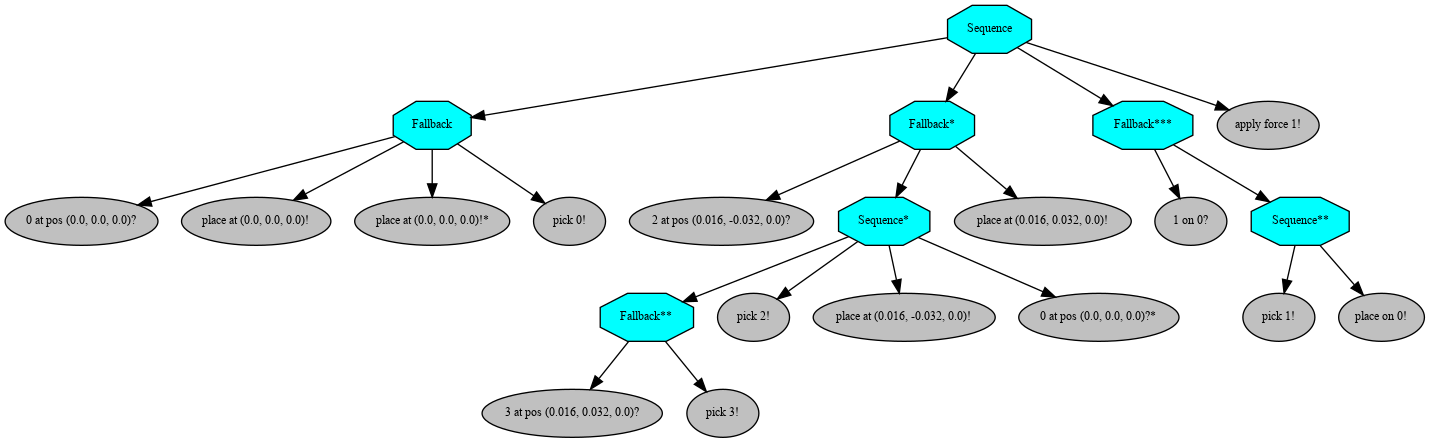 Sequence
Fallback
Fallback*
Fallback***
apply force 1!
0 at pos (0.0, 0.0, 0.0)?
place at (0.0, 0.0, 0.0)!
place at (0.0, 0.0, 0.0)!*
pick 0!
2 at pos (0.016, -0.032, 0.0)?
Sequence*
place at (0.016, 0.032, 0.0)!
1 on 0?
Sequence**
Fallback**
pick 2!
place at (0.016, -0.032, 0.0)!
0 at pos (0.0, 0.0, 0.0)?*
pick 1!
place on 0!
3 at pos (0.016, 0.032, 0.0)?
pick 3!